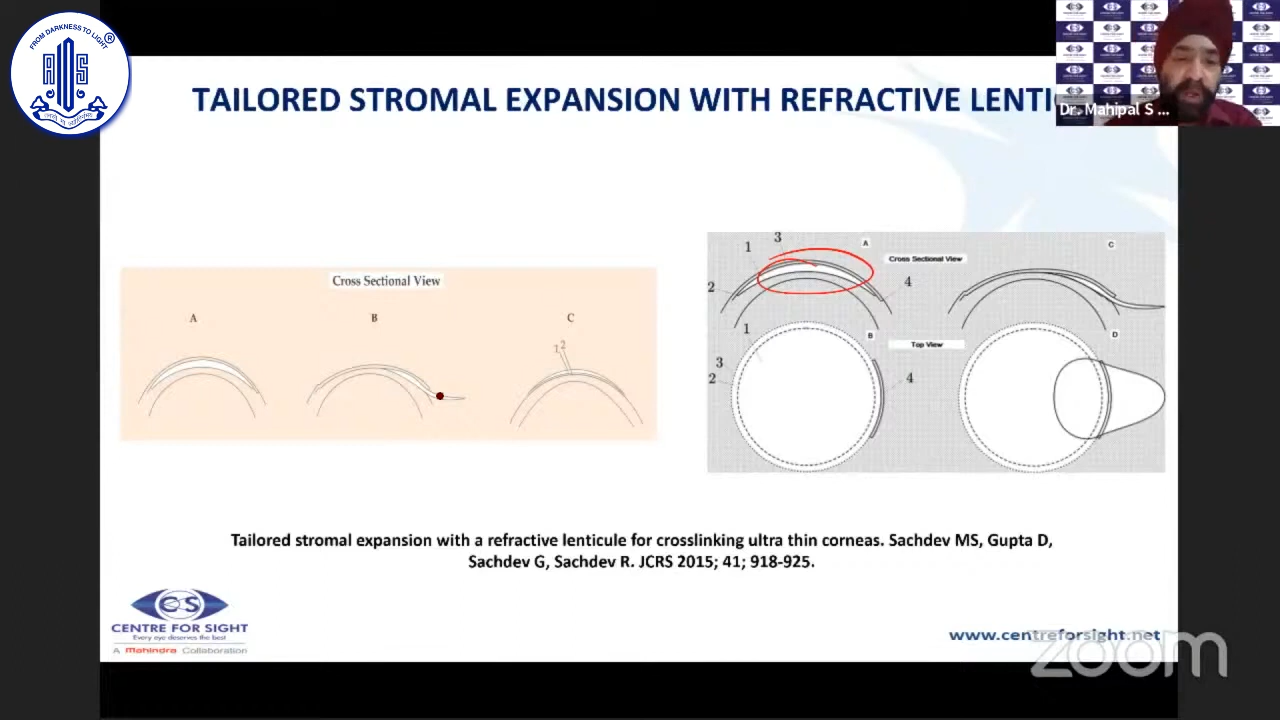 FROM DARKNESS TO LIGHT
®
TAILORED STROMAL EXPANSION WITH REFRACTIVE LENTI
Dr. Mahipal S ...
Cross Sectional View
A
B
C
1 2
1
3
A
Cross Sectional View
C
2
4
1
B
Top View
D
3
2
4
Tailored stromal expansion with a refractive lenticule for crosslinking ultra thin corneas. Sachdev MS, Gupta D,
Sachdev G, Sachdev R. JCRS 2015; 41; 918-925.
CS
CENTRE FOR SIGHT
Every eye deserves the best
A Mahindra Collaboration
www.centreforsight.net
zoom